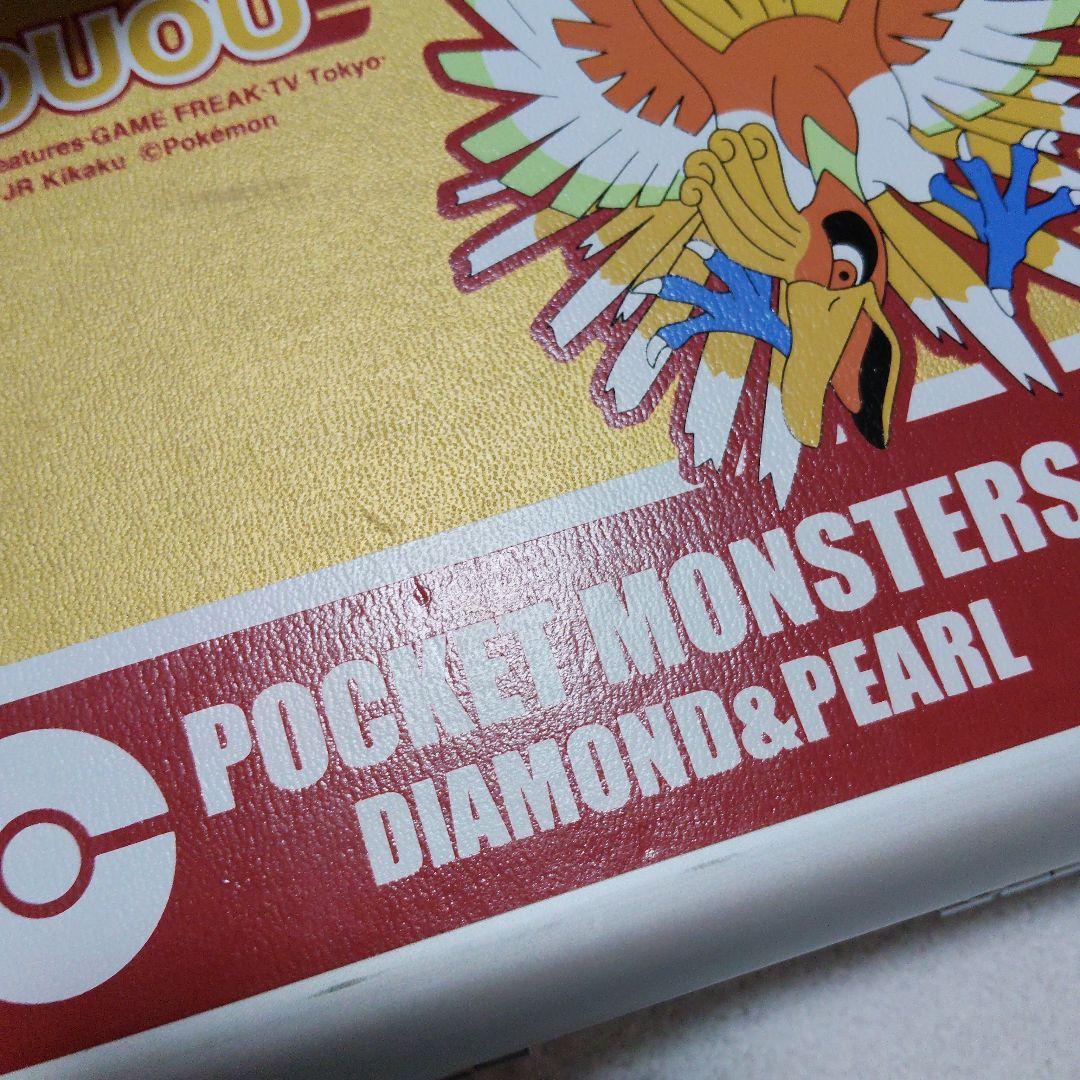 OUOU
eatures·GAME FREAK·TV Tokyo·
JR Kikaku ©Pokémon
POCKET MONSTERS
DIAMOND&PEARL